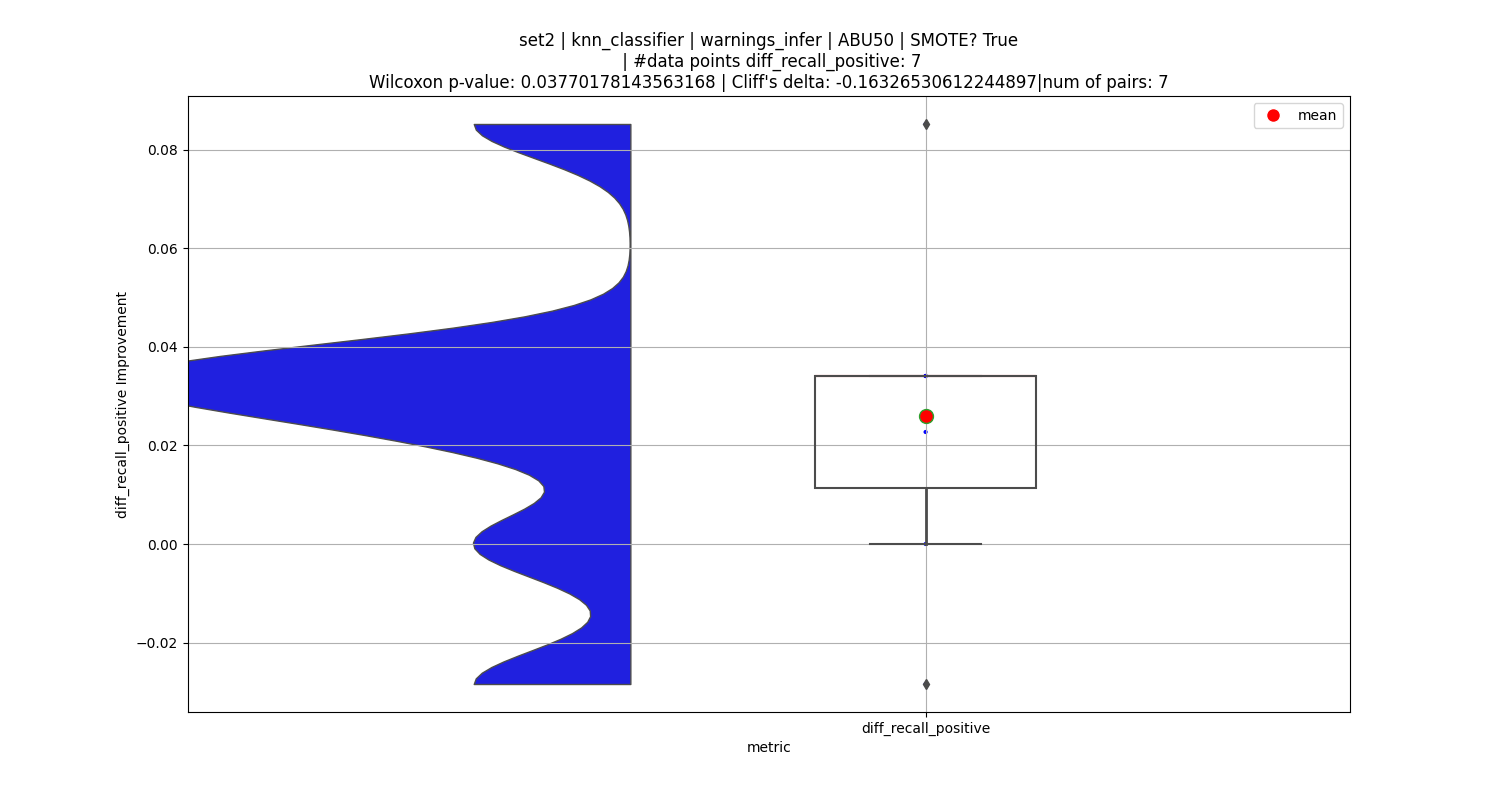 set2 | knn_classifier | warnings_infer | ABU50 | SMOTE? True
| #data points diff_recall_positive: 7
Wilcoxon p-value: 0.03770178143563168 | Cliff's delta: -0.16326530612244897|num of pairs: 7
mean
0.08
0.06
0.04
0.02
0.00
−0.02
diff_recall_positive Improvement
diff_recall_positive
metric